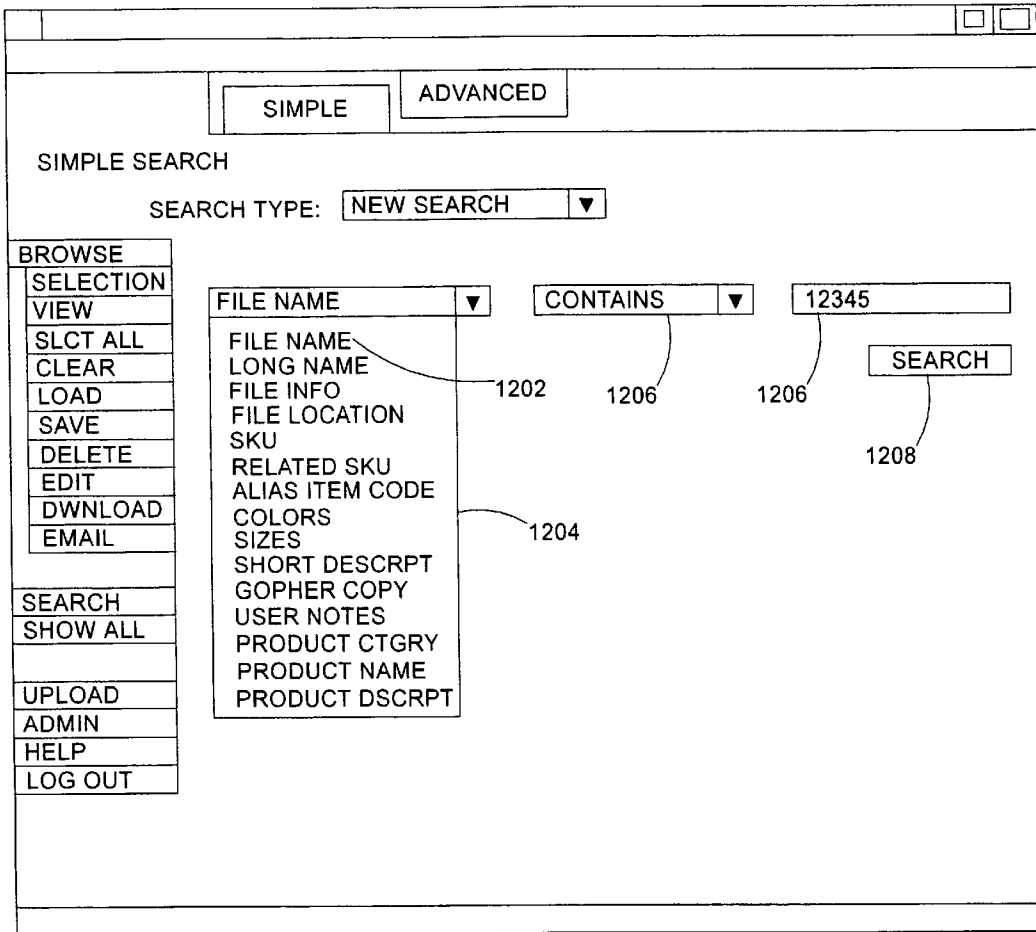 SIMPLE
ADVANCED
SIMPLE SEARCH
SEARCH TYPE: NEW SEARCH ▼
BROWSE
SELECTION
VIEW
SLCT ALL
CLEAR
LOAD
SAVE
DELETE
EDIT
DWNLOAD
EMAIL
SEARCH
SHOW ALL
UPLOAD
ADMIN
HELP
LOG OUT
FILE NAME ▼
CONTAINS ▼
12345
FILE NAME
LONG NAME
FILE INFO
FILE LOCATION
SKU
RELATED SKU
ALIAS ITEM CODE
COLORS
SIZES
SHORT DESCRPT
GOPHER COPY
USER NOTES
PRODUCT CTGRY
PRODUCT NAME
PRODUCT DSCRPT
SEARCH
1202
1206
1206
1208
1204